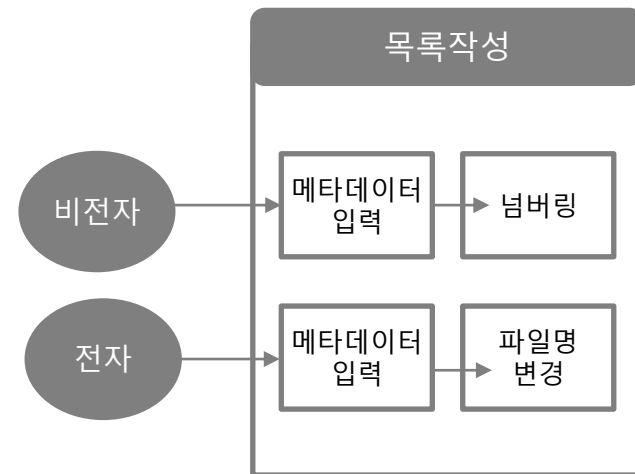 목록작성
비전자
메타데이터
입력
넘버링
전자
메타데이터
입력
파일명
변경